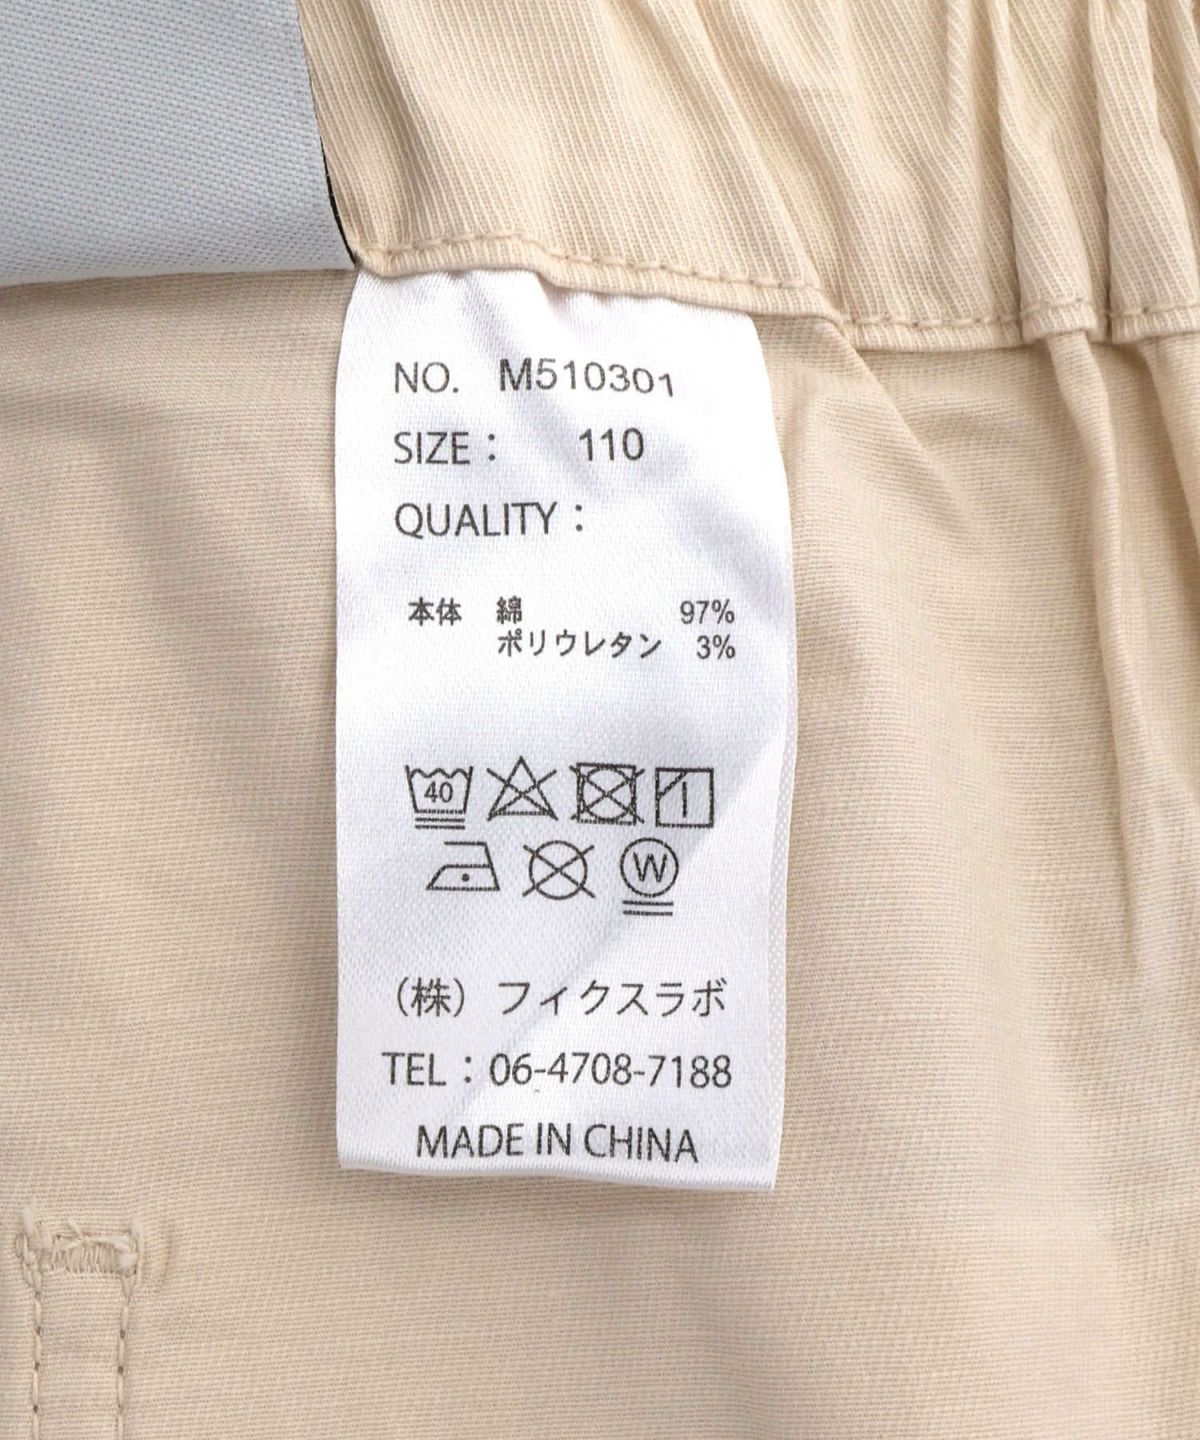 NO. M510301
SIZE： 110
QUALITY：
本体 綿 97%
ポリウレタン 3%
40
W
（株）フィクスラボ
TEL：06-4708-7188
MADE IN CHINA